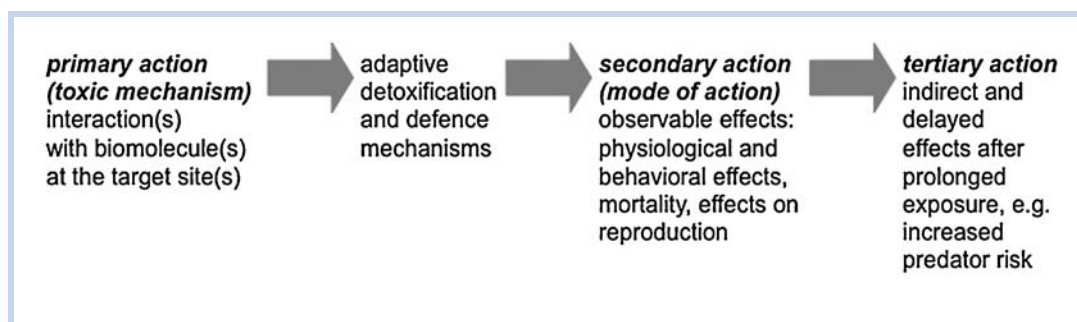 primary action
(toxic mechanism)
interaction(s)
with biomolecule(s)
at the target site(s)
adaptive
detoxification
and defence
mechanisms
secondary action
(mode of action)
observable effects:
physiological and
behavioral effects,
mortality, effects on
reproduction
tertiary action
indirect and
delayed
effects after
prolonged
exposure, e.g.
increased
predator risk